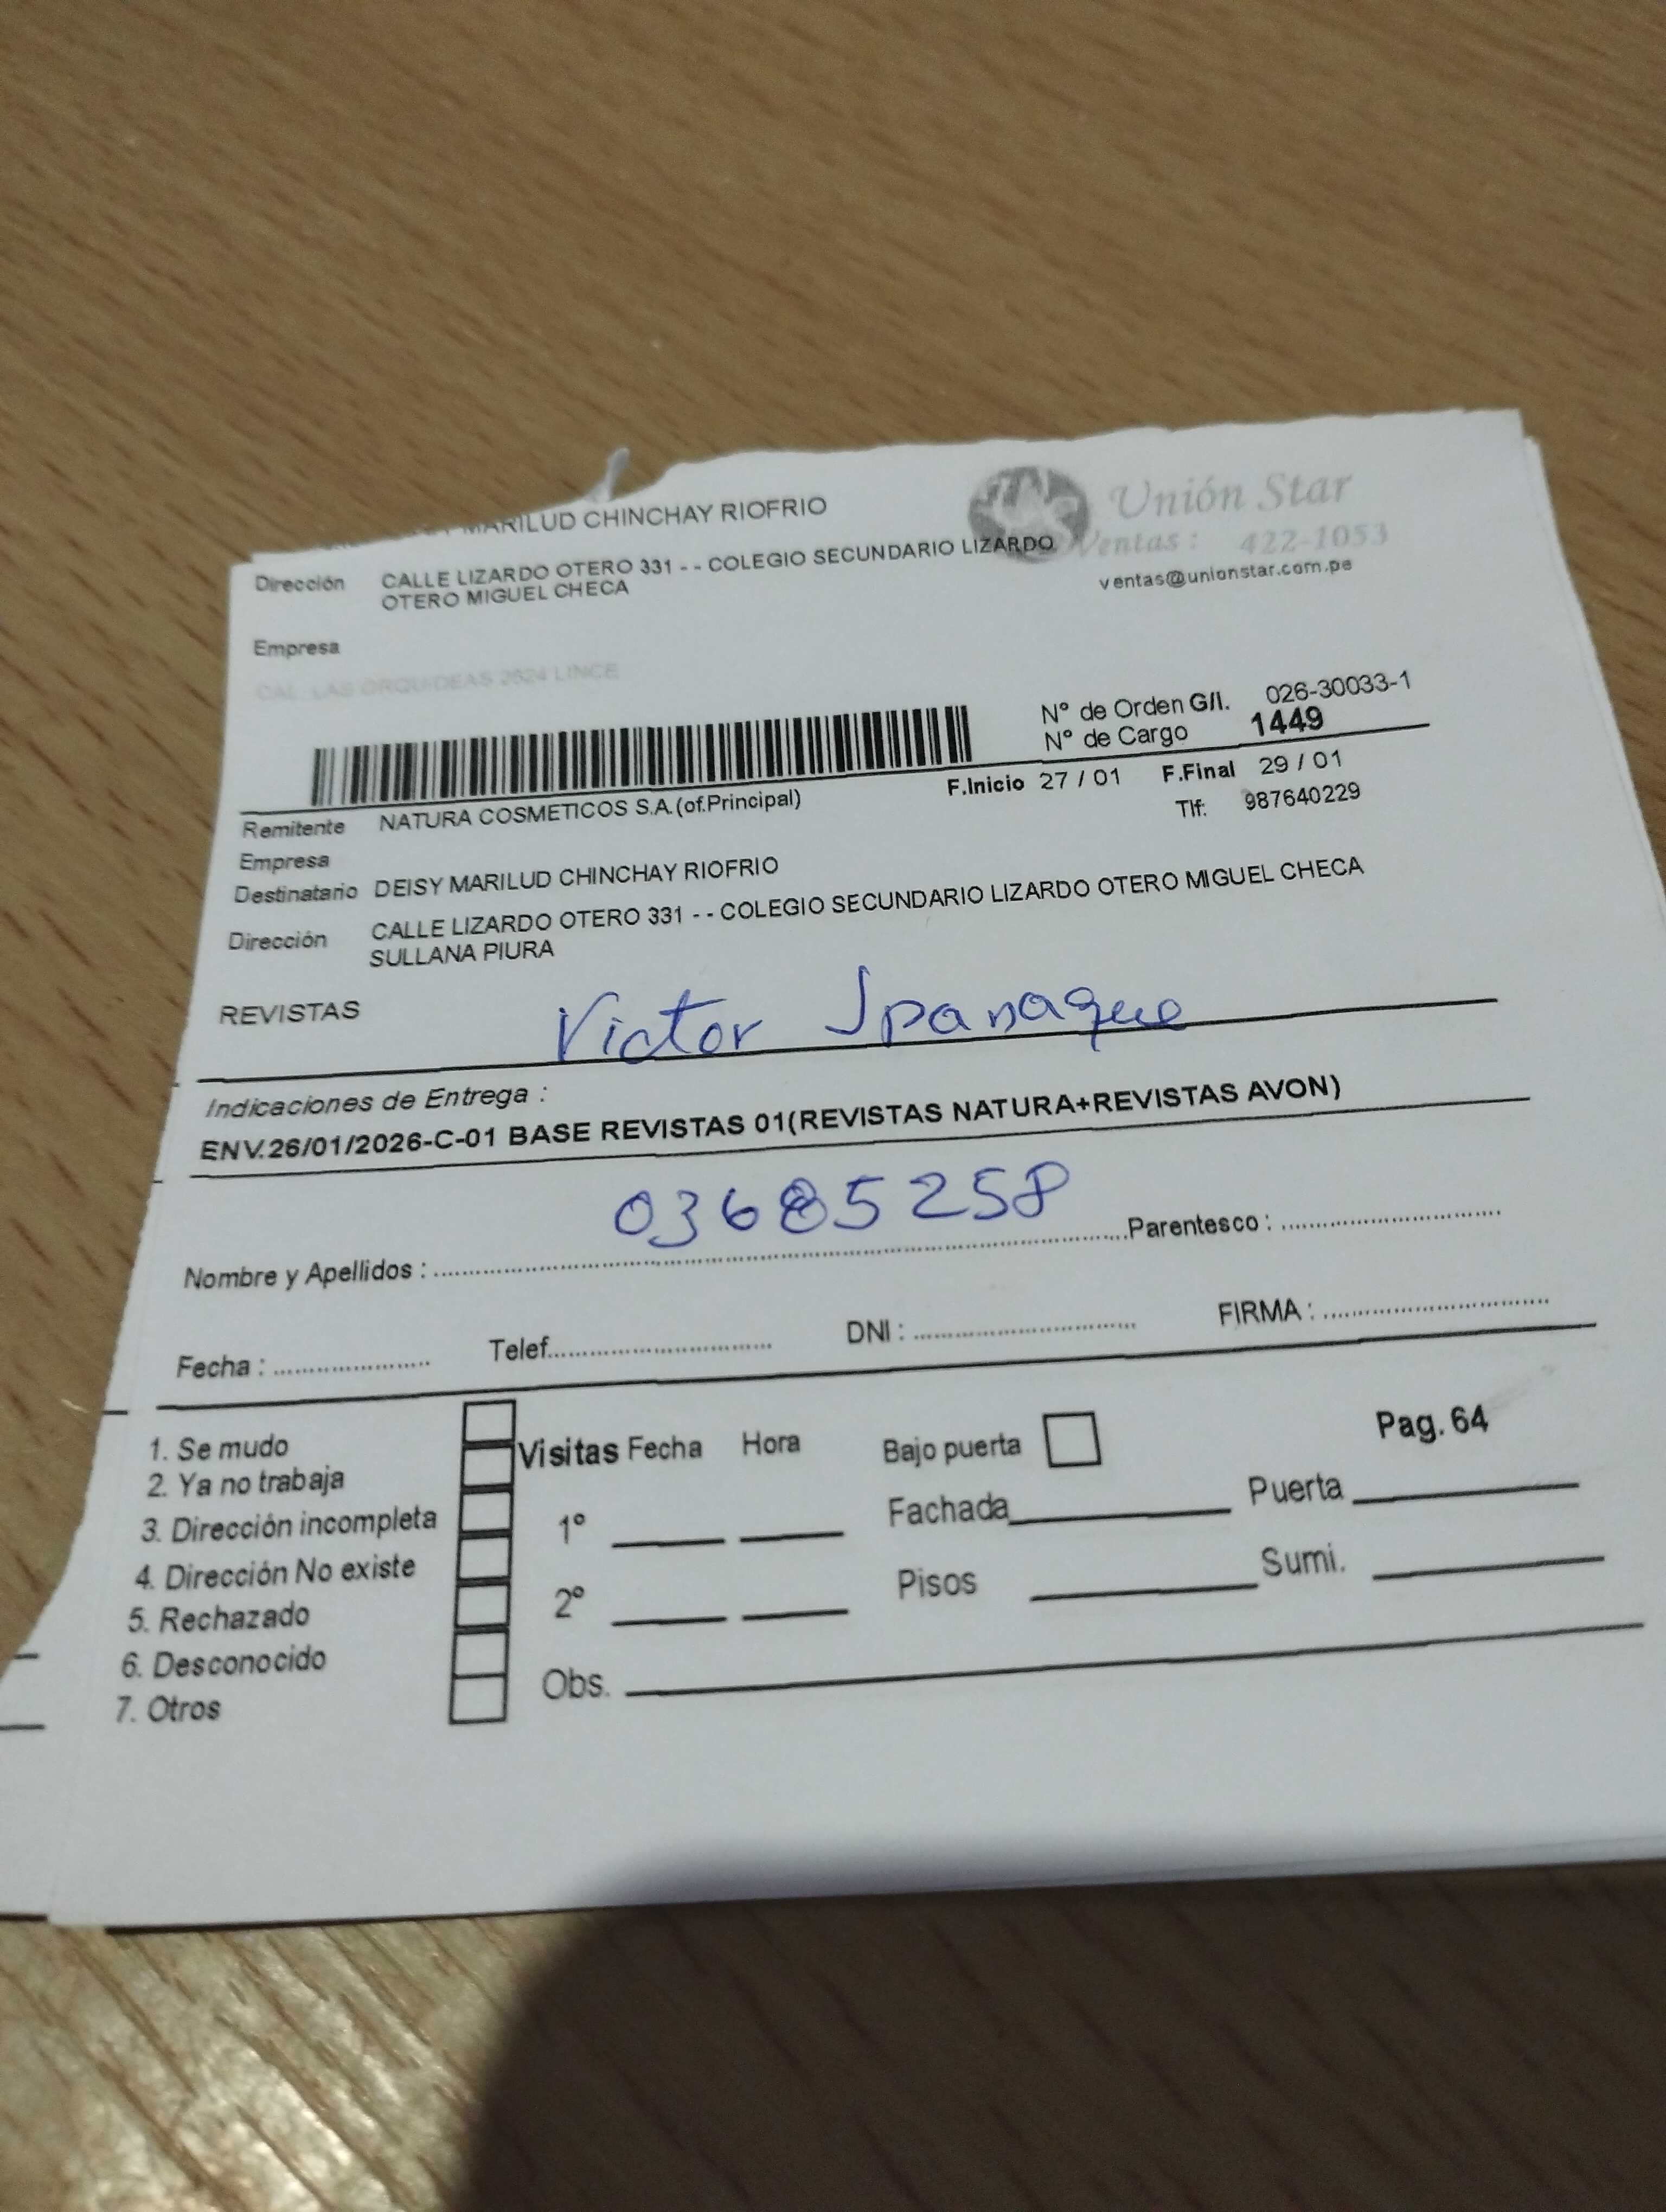 MARILUD CHINCHAY RIOFRIO
Unión Star
Ventas : 422-1053
ventas@unionstar.com.pe
Dirección CALLE LIZARDO OTERO 331 - - COLEGIO SECUNDARIO LIZARDO
OTERO MIGUEL CHECA
Empresa
CAL. LAS ORQUIDEAS 2624 LINCE
N° de Orden G/I. 026-30033-1
N° de Cargo 1449
F.Inicio 27 / 01 F.Final 29 / 01
Remitente NATURA COSMETICOS S.A.(of.Principal)
Tlf: 987640229
Empresa
Destinatario DEISY MARILUD CHINCHAY RIOFRIO
Dirección CALLE LIZARDO OTERO 331 - - COLEGIO SECUNDARIO LIZARDO OTERO MIGUEL CHECA
SULLANA PIURA
REVISTAS Victor Ipanaque
Indicaciones de Entrega :
ENV.26/01/2026-C-01 BASE REVISTAS 01(REVISTAS NATURA+REVISTAS AVON)
03685258
Nombre y Apellidos : Parentesco :
Fecha : Telef. DNI : FIRMA :
1. Se mudo
2. Ya no trabaja
3. Dirección incompleta
4. Dirección No existe
5. Rechazado
6. Desconocido
7. Otros
Visitas Fecha Hora
1°
2°
Obs.
Bajo puerta
Pag. 64
Fachada Puerta
Pisos Sumi.